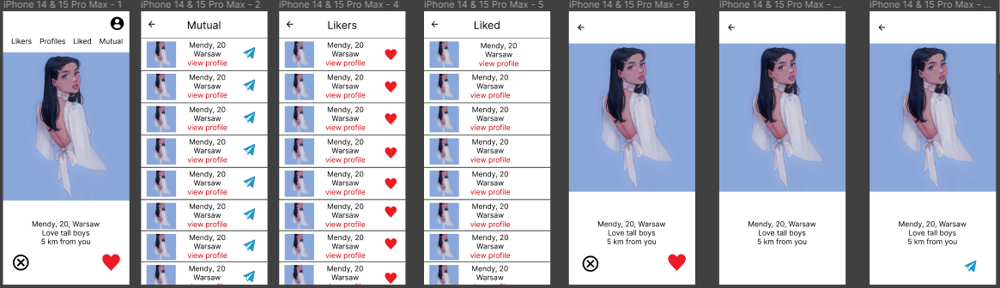 iPhone 14 & 15 Pro Max - 1
Likers Profiles Liked Mutual
Mendy, 20, Warsaw
Love tall boys
5 km from you
iPhone 14 & 15 Pro Max - 2
Mutual
Mendy, 20
Warsaw
view profile
Mendy, 20
Warsaw
view profile
Mendy, 20
Warsaw
view profile
Mendy, 20
Warsaw
view profile
Mendy, 20
Warsaw
view profile
Mendy, 20
Warsaw
view profile
Mendy, 20
Warsaw
view profile
Mendy, 20
Warsaw
iPhone 14 & 15 Pro Max - 4
Likers
Mendy, 20
Warsaw
view profile
Mendy, 20
Warsaw
view profile
Mendy, 20
Warsaw
view profile
Mendy, 20
Warsaw
view profile
Mendy, 20
Warsaw
view profile
Mendy, 20
Warsaw
view profile
Mendy, 20
Warsaw
view profile
Mendy, 20
Warsaw
iPhone 14 & 15 Pro Max - 5
Liked
Mendy, 20
Warsaw
view profile
Mendy, 20
Warsaw
view profile
Mendy, 20
Warsaw
view profile
Mendy, 20
Warsaw
view profile
Mendy, 20
Warsaw
view profile
Mendy, 20
Warsaw
view profile
Mendy, 20
Warsaw
view profile
Mendy, 20
Warsaw
iPhone 14 & 15 Pro Max - 9
Mendy, 20, Warsaw
Love tall boys
5 km from you
iPhone 14 & 15 Pro Max - ...
Mendy, 20, Warsaw
Love tall boys
5 km from you
iPhone 14 & 15 Pro Max - ...
Mendy, 20, Warsaw
Love tall boys
5 km from you